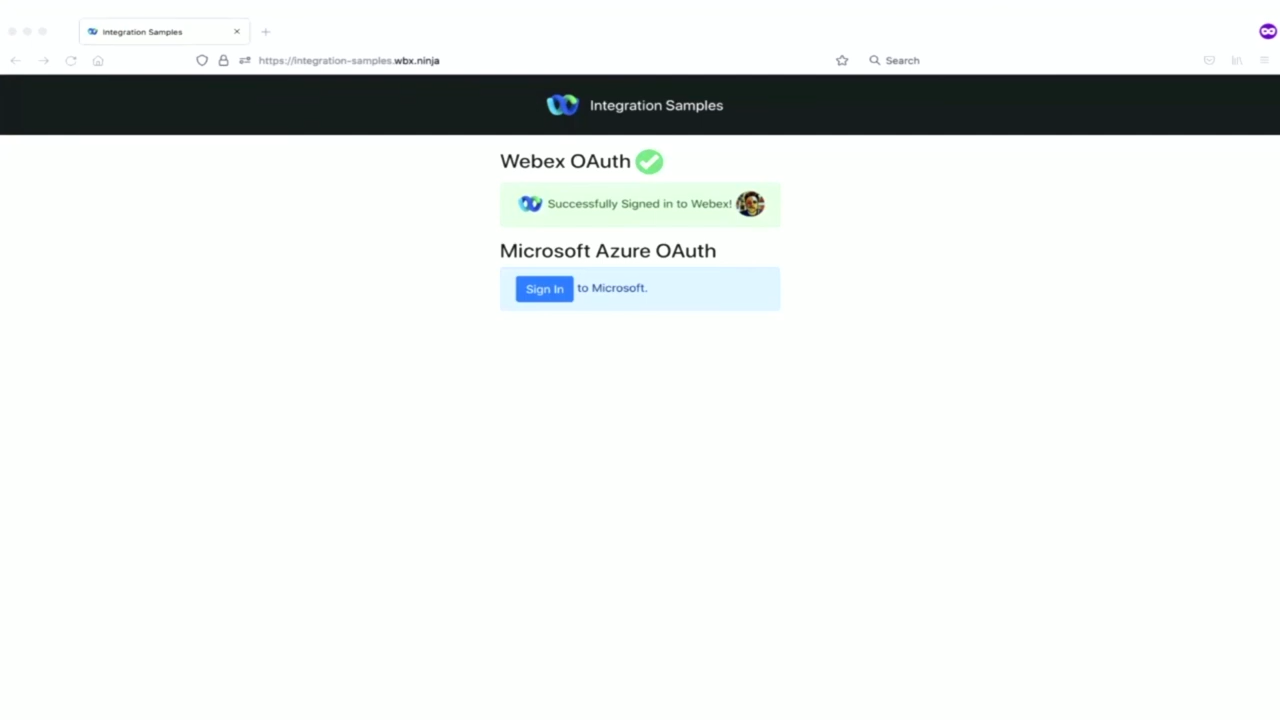 Integration Samples
https://integration-samples.wbx.ninja
Search
Integration Samples
Webex OAuth
Successfully Signed in to Webex!
Microsoft Azure OAuth
Sign In to Microsoft.